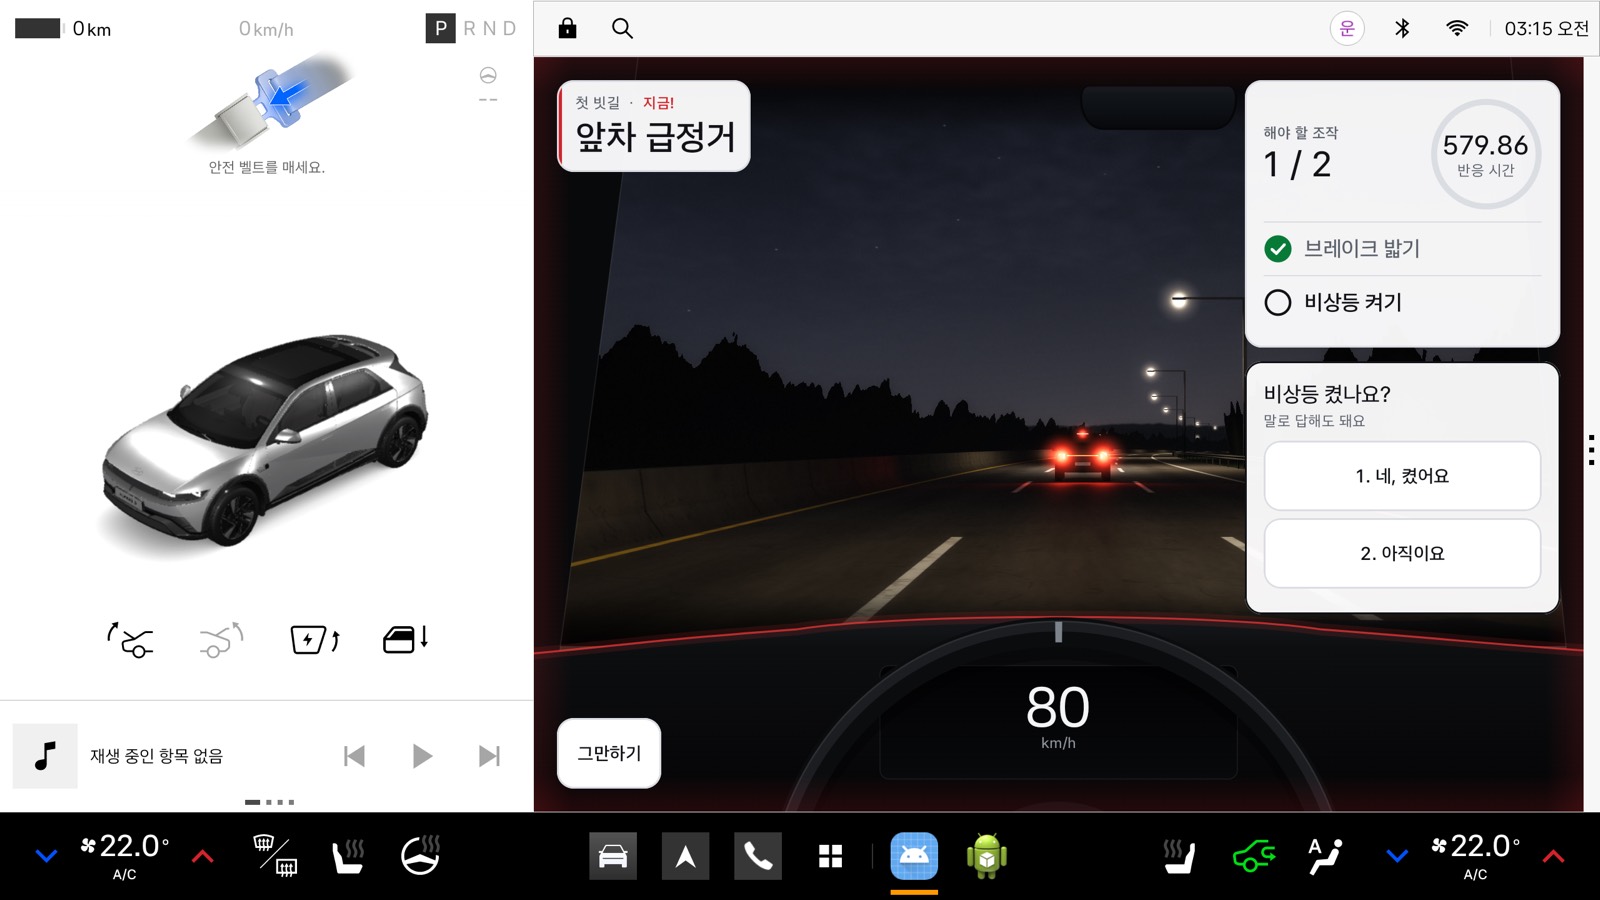 0 km
0 km/h
P R N D
안전 벨트를 매세요.
--
재생 중인 항목 없음
운
03:15 오전
첫 빗길 · 지금!
앞차 급정거
해야 할 조작
1 / 2
579.86
반응 시간
브레이크 밟기
비상등 켜기
비상등 켰나요?
말로 답해도 돼요
1. 네, 켰어요
2. 아직이요
80
km/h
그만하기
22.0°
A/C
A
22.0°
A/C